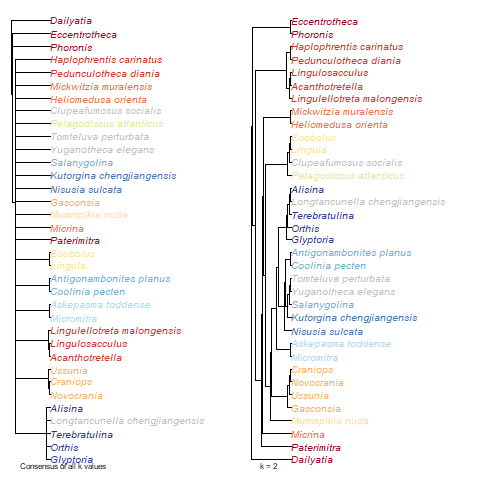 Dailyatia
Eccentrotheca
Phoronis
Haplophrentis carinatus
Pedunculotheca diania
Mickwitzia muralensis
Heliomedusa orienta
Clupeafumosus socialis
Pelagodiscus atlanticus
Tomteluva perturbata
Yuganotheca elegans
Salanygolina
Kutorgina chengjiangensis
Nisusia sulcata
Gasconsia
Mummpikia nuda
Micrina
Paterimitra
Eoobolus
Lingula
Antigonambonites planus
Coolinia pecten
Askepasma toddense
Micromitra
Lingulellotreta malongensis
Lingulosacculus
Acanthotretella
Ussunia
Craniops
Novocrania
Alisina
Longtancunella chengjiangensis
Terebratulina
Orthis
Glyptoria
Consensus of all k values
Eccentrotheca
Phoronis
Haplophrentis carinatus
Pedunculotheca diania
Lingulosacculus
Acanthotretella
Lingulellotreta malongensis
Mickwitzia muralensis
Heliomedusa orienta
Eoobolus
Lingula
Clupeafumosus socialis
Pelagodiscus atlanticus
Alisina
Longtancunella chengjiangensis
Terebratulina
Orthis
Glyptoria
Antigonambonites planus
Coolinia pecten
Tomteluva perturbata
Yuganotheca elegans
Salanygolina
Kutorgina chengjiangensis
Nisusia sulcata
Askepasma toddense
Micromitra
Craniops
Novocrania
Ussunia
Gasconsia
Mummpikia nuda
Micrina
Paterimitra
Dailyatia
k = 2